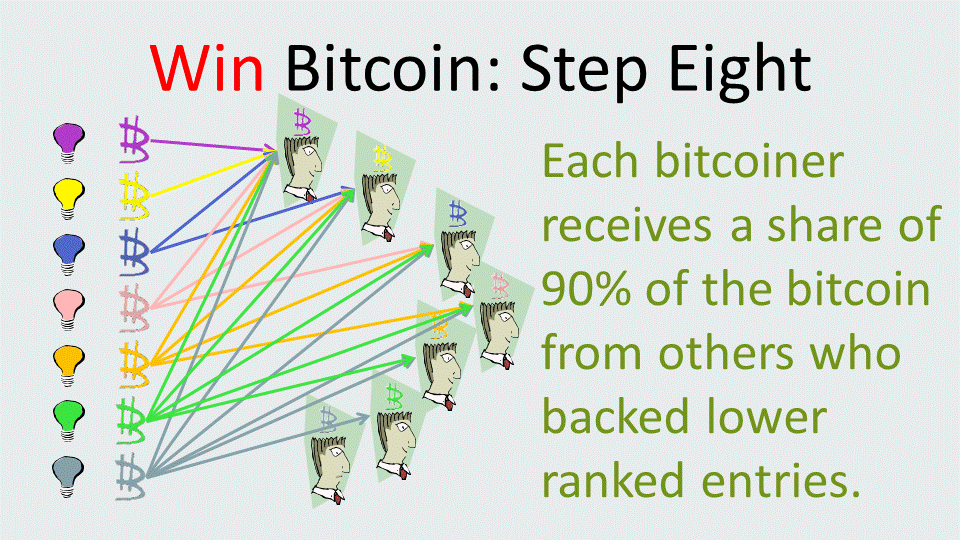 Win Bitcoin: Step Eight
Each bitcoiner
receives a share of
90% of the bitcoin
from others who
backed lower
ranked entries.